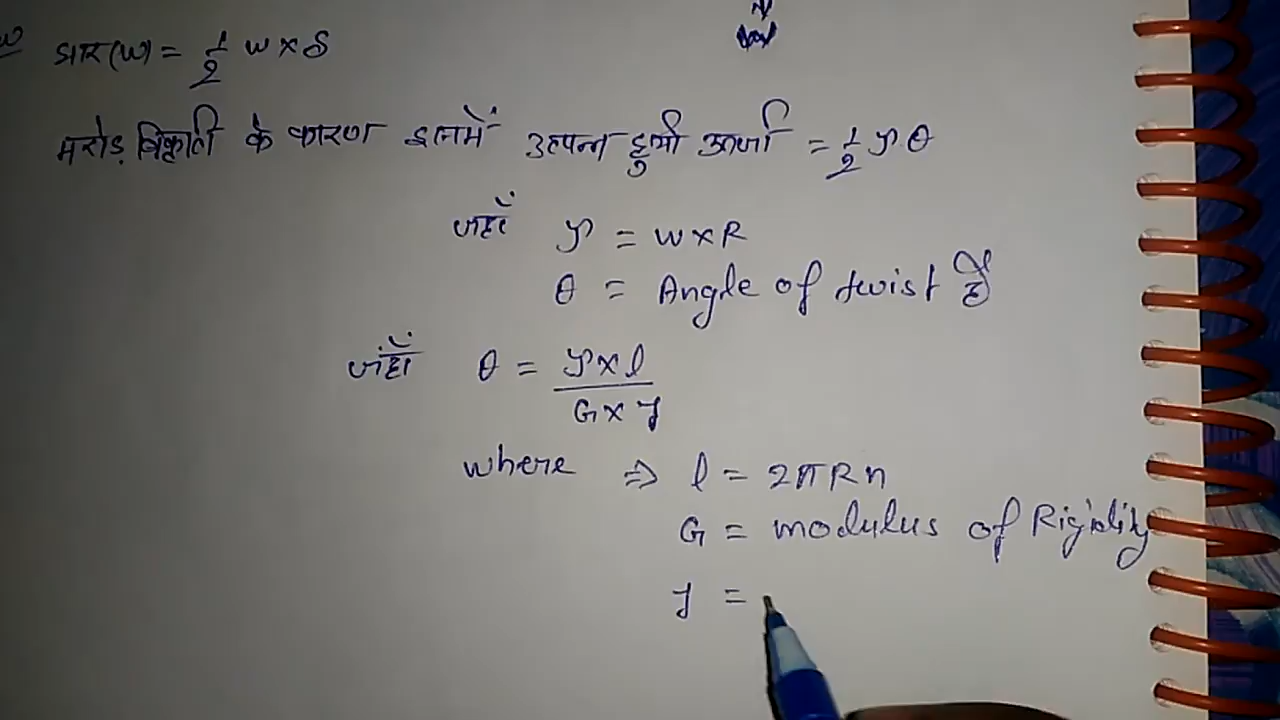 भार(W) = 1/2 W × δ
मरोड़ विकृती के कारण इसमें उत्पन्न हुयी ऊर्जा = 1/2 T θ
जहाँ T = W × R
θ = Angle of twist है
जहाँ θ = T × l / G × J
where ⇒ l = 2πRn
G = modulus of Rigidity
J =